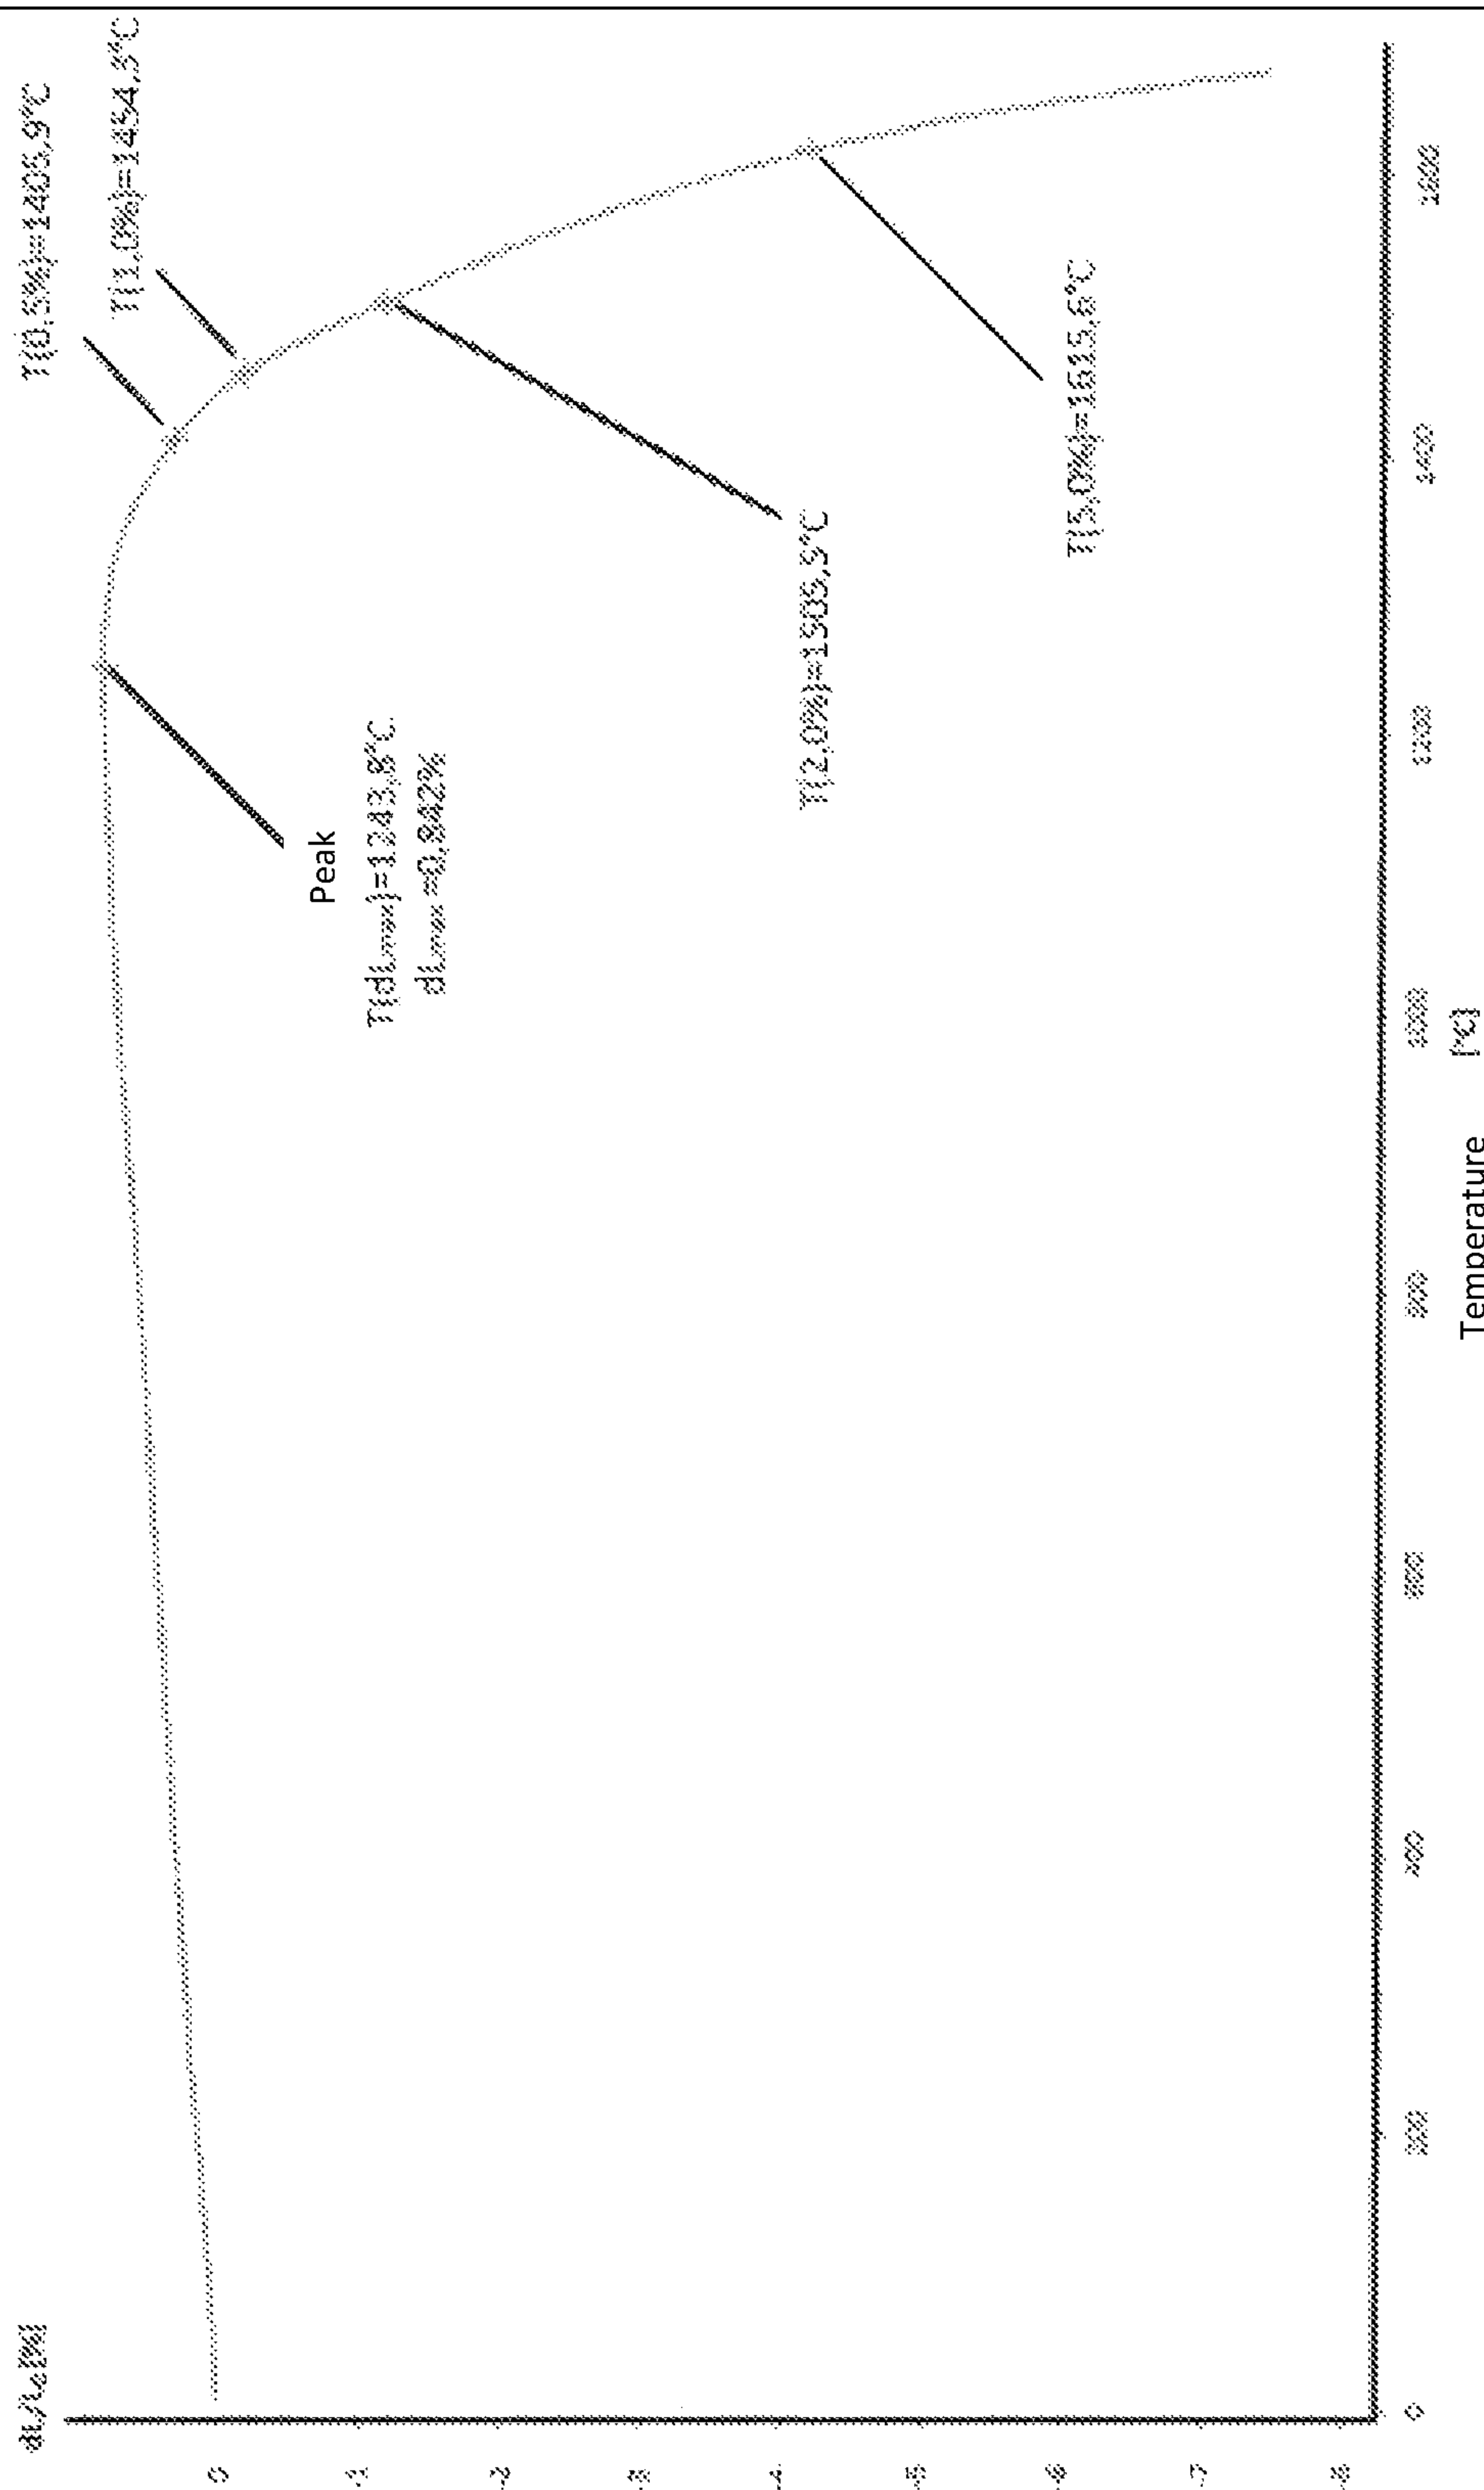 dL/L₀[%]
T(0,5%)=1405,9°C
T(1,0%)=1454,5°C
Peak
T(dLₘₐₓ)=1243,8°C
dLₘₐₓ =0,842%
T(2,0%)=1505,5°C
T(5,0%)=1615,6°C
0
-1
-2
-3
-4
-5
-6
-7
-8
0
200
400
600
800
1000
1200
1400
1600
Temperature [°C]